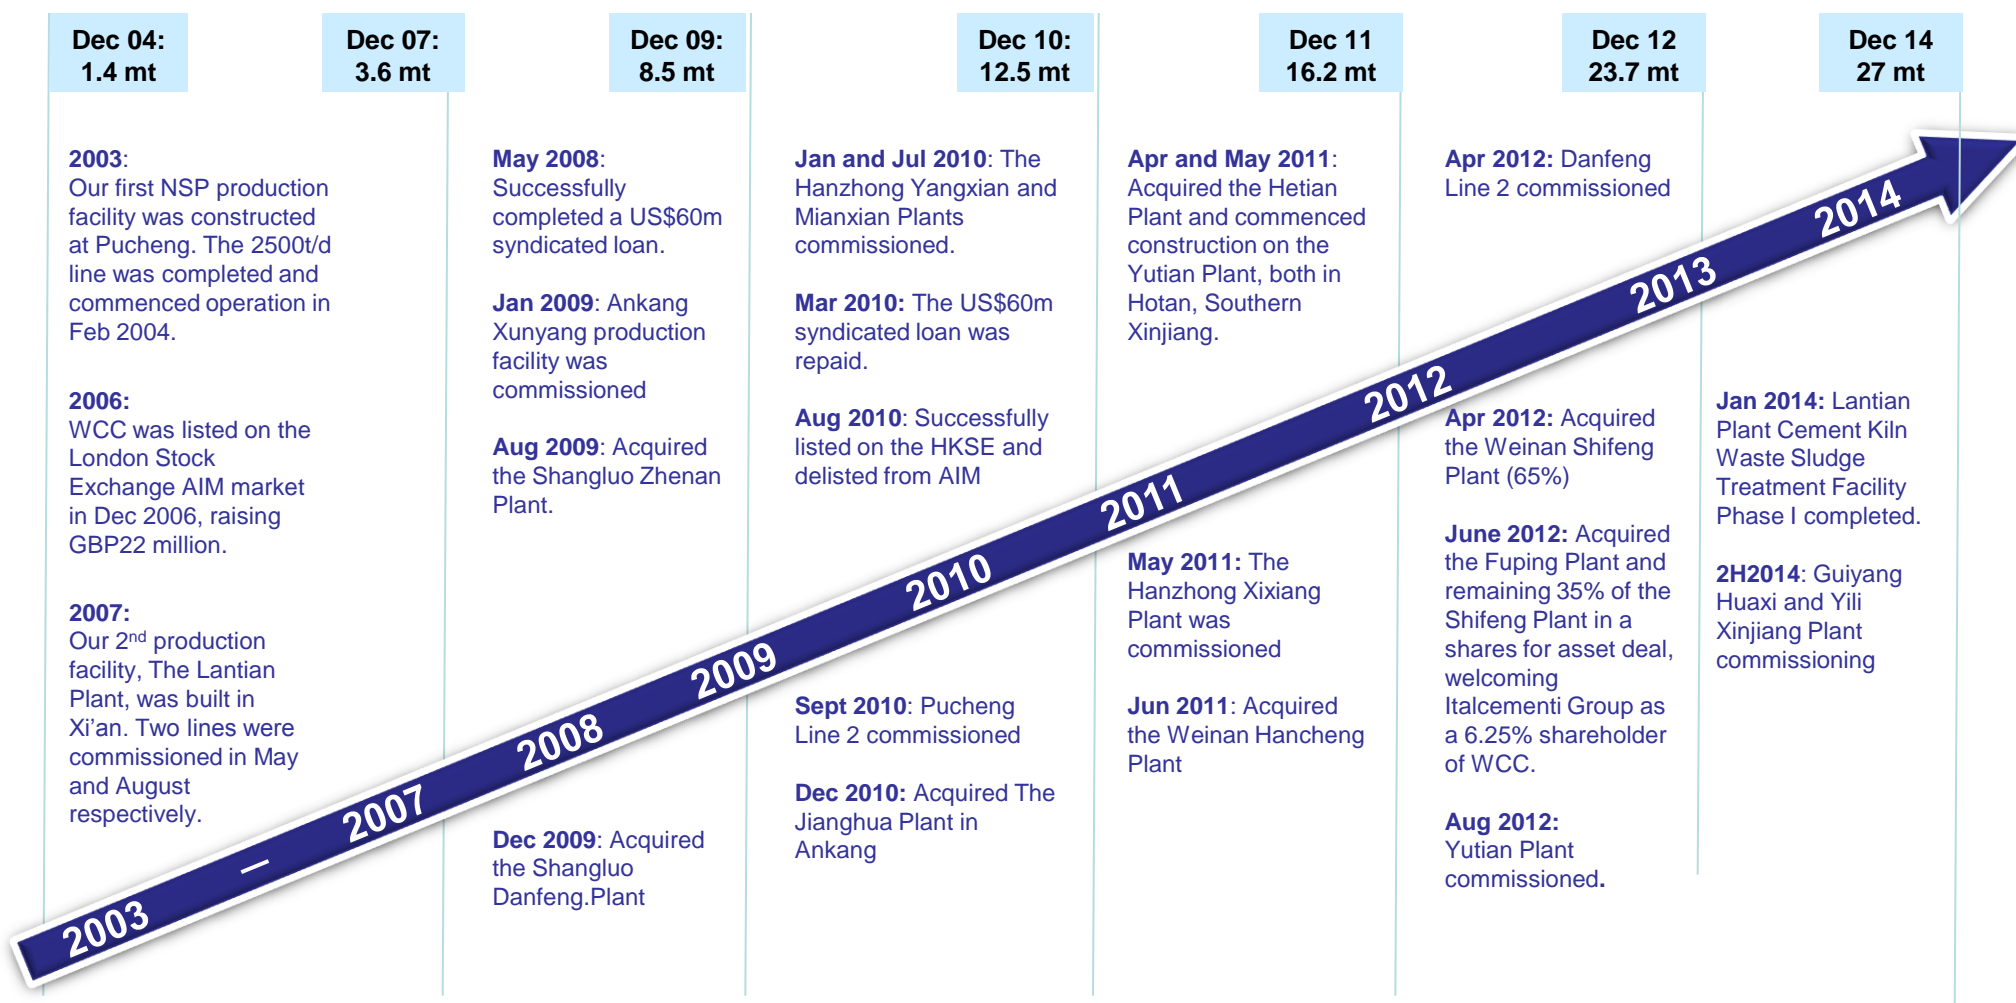 Dec 04:
1.4 mt
Dec 07:
3.6 mt
Dec 09:
8.5 mt
Dec 10:
12.5 mt
Dec 11
16.2 mt
Dec 12
23.7 mt
Dec 14
27 mt
2003:
Our first NSP production
facility was constructed
at Pucheng. The 2500t/d
line was completed and
commenced operation in
Feb 2004.
2006:
WCC was listed on the
London Stock
Exchange AIM market
in Dec 2006, raising
GBP22 million.
2007:
Our 2nd production
facility, The Lantian
Plant, was built in
Xi’an. Two lines were
commissioned in May
and August
respectively.
May 2008:
Successfully
completed a US$60m
syndicated loan.
Jan 2009: Ankang
Xunyang production
facility was
commissioned
Aug 2009: Acquired
the Shangluo Zhenan
Plant.
Dec 2009: Acquired
the Shangluo
Danfeng.Plant
Jan and Jul 2010: The
Hanzhong Yangxian and
Mianxian Plants
commissioned.
Mar 2010: The US$60m
syndicated loan was
repaid.
Aug 2010: Successfully
listed on the HKSE and
delisted from AIM
Sept 2010: Pucheng
Line 2 commissioned
Dec 2010: Acquired The
Jianghua Plant in
Ankang
Apr and May 2011:
Acquired the Hetian
Plant and commenced
construction on the
Yutian Plant, both in
Hotan, Southern
Xinjiang.
May 2011: The
Hanzhong Xixiang
Plant was
commissioned
Jun 2011: Acquired
the Weinan Hancheng
Plant
Apr 2012: Danfeng
Line 2 commissioned
Apr 2012: Acquired
the Weinan Shifeng
Plant (65%)
June 2012: Acquired
the Fuping Plant and
remaining 35% of the
Shifeng Plant in a
shares for asset deal,
welcoming
Italcementi Group as
a 6.25% shareholder
of WCC.
Aug 2012:
Yutian Plant
commissioned.
Jan 2014: Lantian
Plant Cement Kiln
Waste Sludge
Treatment Facility
Phase I completed.
2H2014: Guiyang
Huaxi and Yili
Xinjiang Plant
commissioning
2003 – 2007 2008 2009 2010 2011 2012 2013 2014